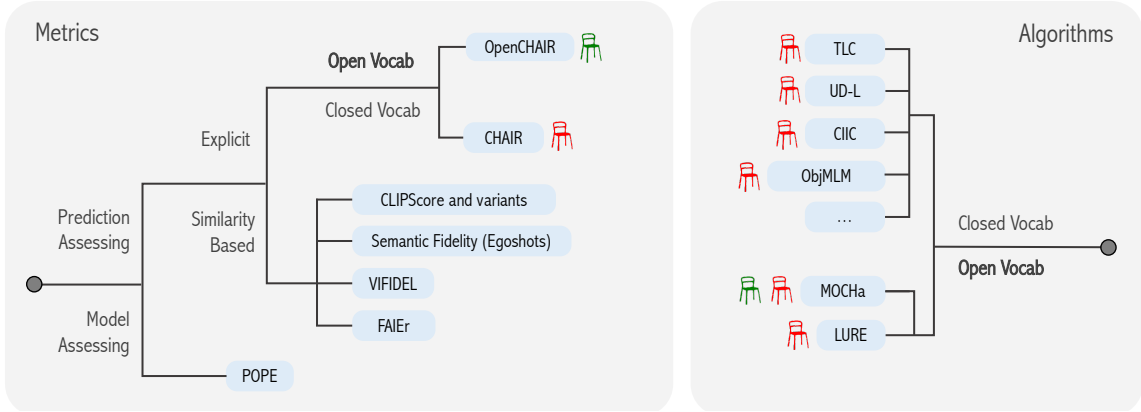 Metrics
OpenCHAIR
Open Vocab
Closed Vocab
CHAIR
Explicit
Prediction
Assessing
Similarity
Based
CLIPScore and variants
Semantic Fidelity (Egoshots)
VIFIDEL
FAIEr
Model
Assessing
POPE
Algorithms
TLC
UD-L
CIIC
ObjMLM
...
Closed Vocab
Open Vocab
MOCHa
LURE